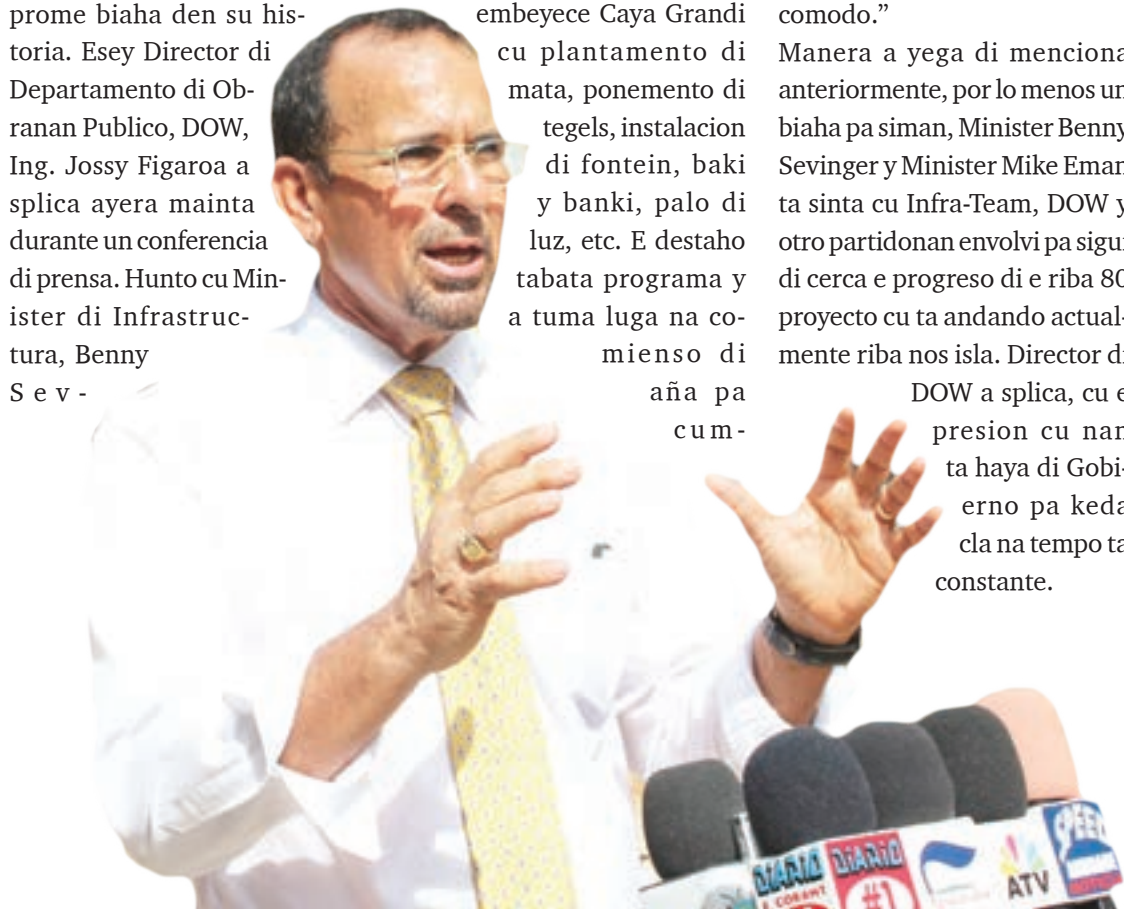 prome biaha den su his-
toria. Esey Director di
Departamento di Ob-
ranan Publico, DOW,
Ing. Jossy Figaroa a
splica ayera mainta
durante un conferencia
di prensa. Hunto cu Min-
ister di Infrastruc-
tura, Benny
Sev-
embeyece Caya Grandi
cu plantamento di
mata, ponemento di
tegels, instalacion
di fontein, baki
y banki, palo di
luz, etc. E destaho
tabata programa y
a tuma luga na co-
mienso di
aña pa
cum-
comodo.”
Manera a yega di menciona
anteriormente, por lo menos un
biaha pa siman, Minister Benny
Sevinger y Minister Mike Eman
ta sinta cu Infra-Team, DOW y
otro partidonan envolvi pa sigui
di cerca e progreso di e riba 80
proyecto cu ta andando actual-
mente riba nos isla. Director di
DOW a splica, cu e
presion cu nan
ta haya di Gobi-
erno pa keda
cla na tempo ta
constante.
DIARIO
DIARIO
#1
ATV
SPEED